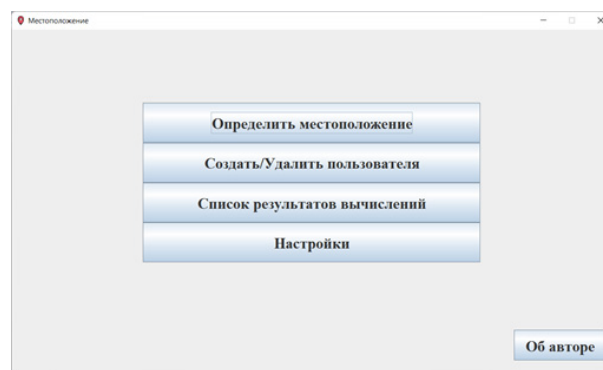 Местоположение
Определить местоположение
Создать/Удалить пользователя
Список результатов вычислений
Настройки
Об авторе